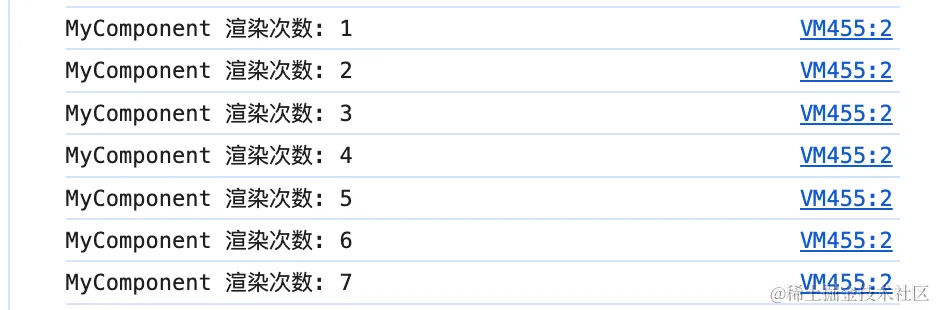 MyComponent 渲染次数: 1 VM455:2
MyComponent 渲染次数: 2 VM455:2
MyComponent 渲染次数: 3 VM455:2
MyComponent 渲染次数: 4 VM455:2
MyComponent 渲染次数: 5 VM455:2
MyComponent 渲染次数: 6 VM455:2
MyComponent 渲染次数: 7 VM455:2
@稀土掘金技术社区